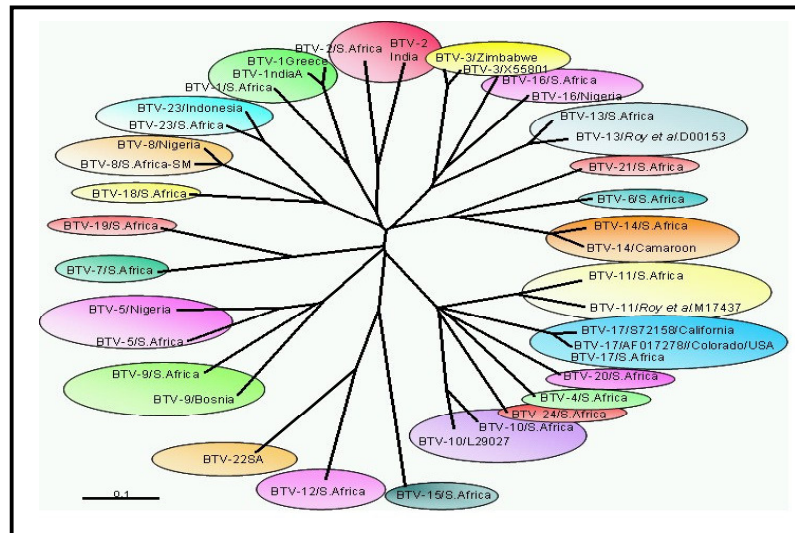 BTV-2/S.Africa
BTV-2
India
BTV-1Greece
BTV-1ndiaA
BTV-1/S.Africa
BTV-3/Zimbabwe
BTV-3/X55801
BTV-16/S.Africa
BTV-16/Nigeria
BTV-23/Indonesia
BTV-23/S.Africa
BTV-13/S.Africa
BTV-13/Roy et al.D00153
BTV-8/Nigeria
BTV-8/S.Africa-SM
BTV-21/S.Africa
BTV-18/S.Africa
BTV-6/S.Africa
BTV-19/S.Africa
BTV-14/S.Africa
BTV-14/Camaroon
BTV-7/S.Africa
BTV-11/S.Africa
BTV-11/Roy et al.M17437
BTV-5/Nigeria
BTV-5/S.Africa
BTV-17/S72158/California
BTV-17/AF017278//Colorado/USA
BTV-17/S.Africa
BTV-9/S.Africa
BTV-9/Bosnia
BTV-20/S.Africa
BTV-4/S.Africa
BTV-24/S.Africa
BTV-10/S.Africa
BTV-10/L29027
BTV-22SA
BTV-12/S.Africa
BTV-15/S.Africa
0.1